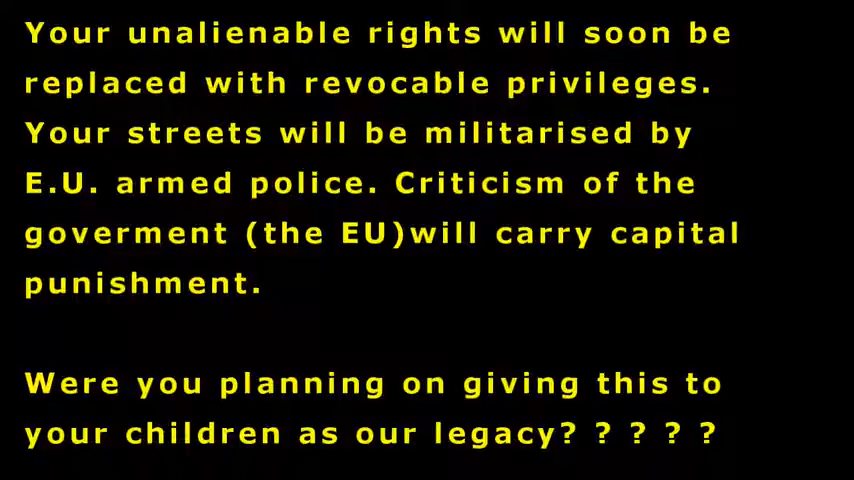 Your unalienable rights will soon be
replaced with revocable privileges.
Your streets will be militarised by
E.U. armed police. Criticism of the
goverment (the EU)will carry capital
punishment.
Were you planning on giving this to
your children as our legacy? ? ? ? ?